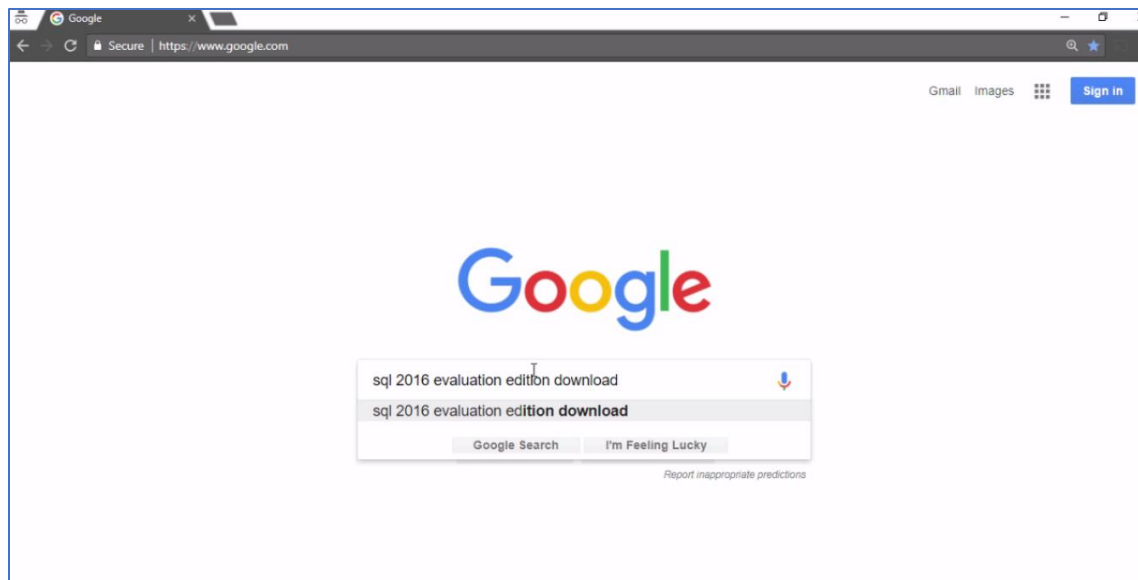 Google
Secure | https://www.google.com
Gmail Images Sign in
Google
sql 2016 evaluation edition download
sql 2016 evaluation edition download
Google Search I'm Feeling Lucky
Report inappropriate predictions